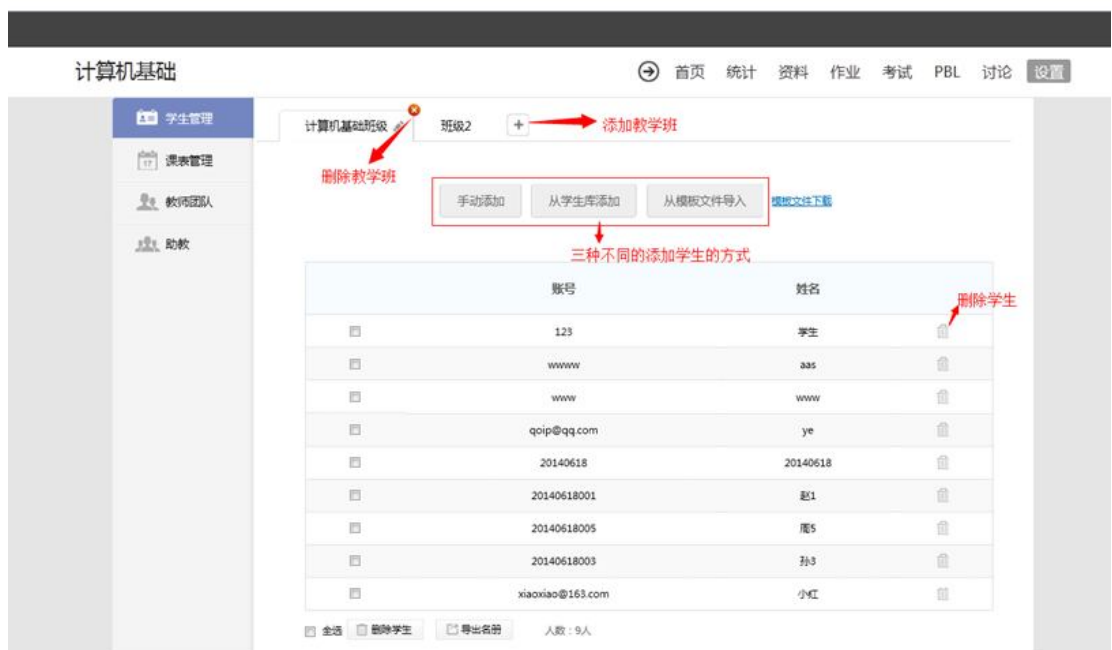 计算机基础
首页 统计 资料 作业 考试 PBL 讨论 设置
学生管理
课表管理
教师团队
助教
计算机基础班级 班级2 + 添加教学班
删除教学班
手动添加 从学生库添加 从模板文件导入 模板文件下载
三种不同的添加学生的方式
账号 姓名
删除学生
123 学生
wwww aas
www www
qoip@qq.com ye
20140618 20140618
20140618001 赵1
20140618005 周5
20140618003 孙3
xiaoxiao@163.com 小红
全选 删除学生 导出名册 人数：9人